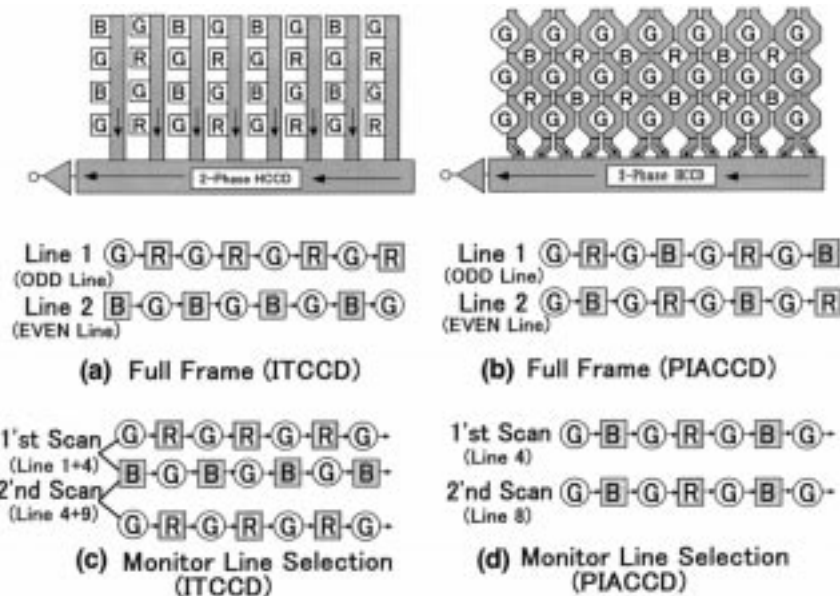 B G B G B G B
G R G R G R G R
B G B G B G B G
G R G R G R G R
2-Phase HCCD
Line 1 G R G R G R G R
(ODD Line)
Line 2 B G B G B G B G
(EVEN Line)
(a) Full Frame (ITCCD)
G G G G G G G
B R B R B R
G G G G G G G
R B R B R B
G G G G G G G
2-Phase HCCD
Line 1 G R G B G R G B
(ODD Line)
Line 2 G B G R G B G R
(EVEN Line)
(b) Full Frame (PIACCD)
1'st Scan
(Line 1+4)
2'nd Scan
(Line 4+9)
G R G R G R G
B G B G B G B
G R G R G R G
(c) Monitor Line Selection
(ITCCD)
1'st Scan G B G R G B G
(Line 4)
2'nd Scan G B G R G B G
(Line 8)
(d) Monitor Line Selection
(PIACCD)